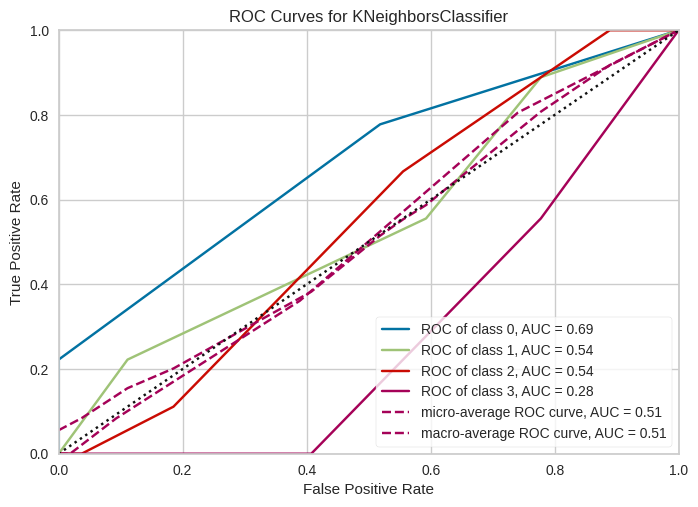 ROC Curves for KNeighborsClassifier
True Positive Rate
1.0
0.8
0.6
0.4
0.2
0.0
ROC of class 0, AUC = 0.69
ROC of class 1, AUC = 0.54
ROC of class 2, AUC = 0.54
ROC of class 3, AUC = 0.28
micro-average ROC curve, AUC = 0.51
macro-average ROC curve, AUC = 0.51
0.0 0.2 0.4 0.6 0.8 1.0
False Positive Rate